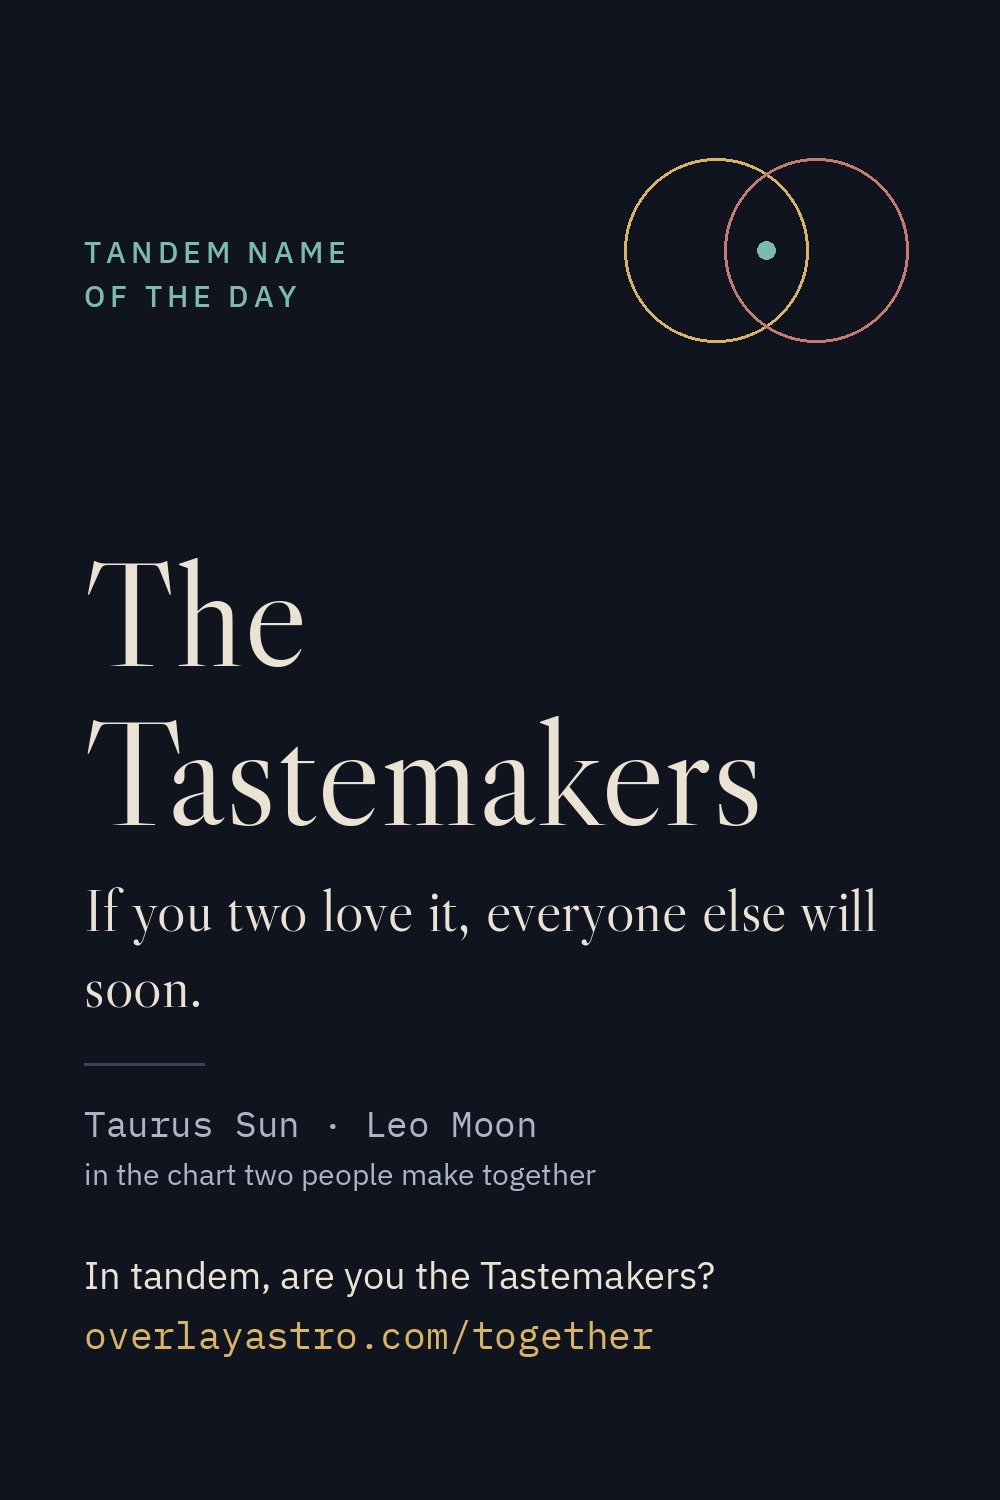 TANDEM NAME
OF THE DAY
The
Tastemakers
If you two love it, everyone else will
soon.
Taurus Sun · Leo Moon
in the chart two people make together
In tandem, are you the Tastemakers?
overlayastro.com/together